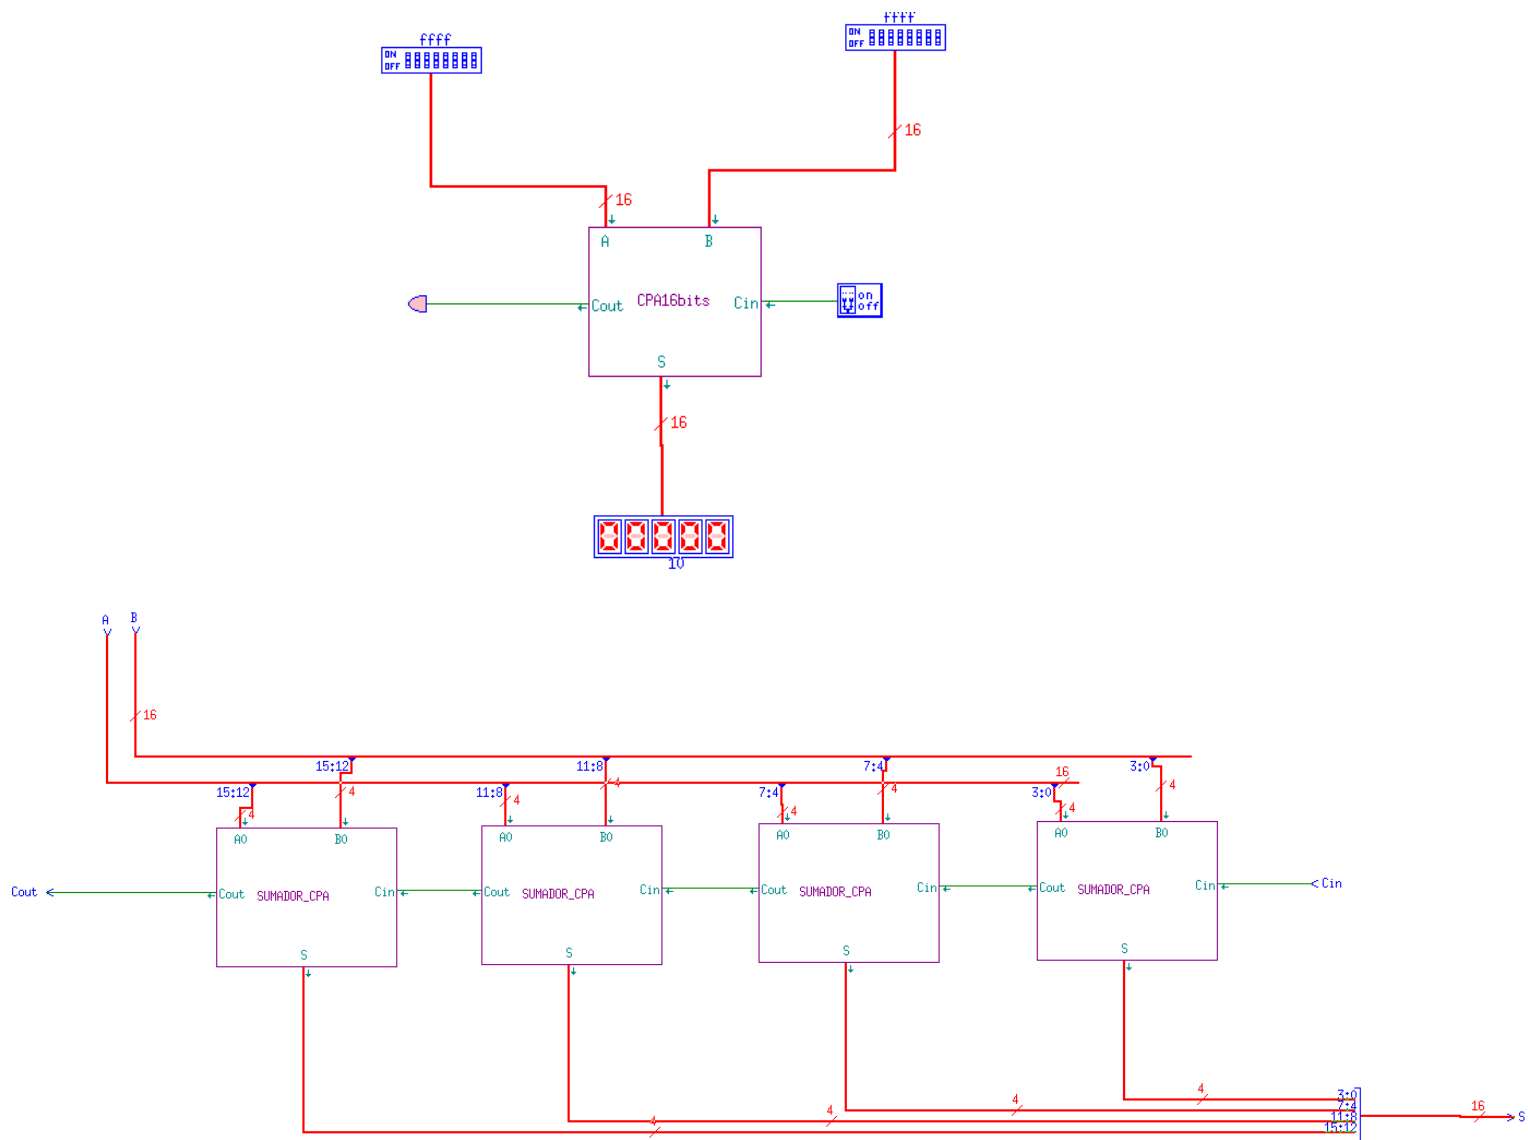 ffff
ffff
ON
OFF
ON
OFF
16
16
A
B
Cout
CPA16bits
Cin
on
off
S
16
00000
10
A
B
16
15:12
11:8
7:4
3:0
15:12
4
11:8
4
7:4
4
16
3:0
4
4
4
4
4
A0
B0
A0
B0
A0
B0
A0
B0
Cout
Cout
SUMADOR_CPA
Cin
Cout
SUMADOR_CPA
Cin
Cout
SUMADOR_CPA
Cin
Cout
SUMADOR_CPA
Cin
Cin
S
S
S
S
4
4
4
4
3:0
7:4
11:8
15:12
16
S